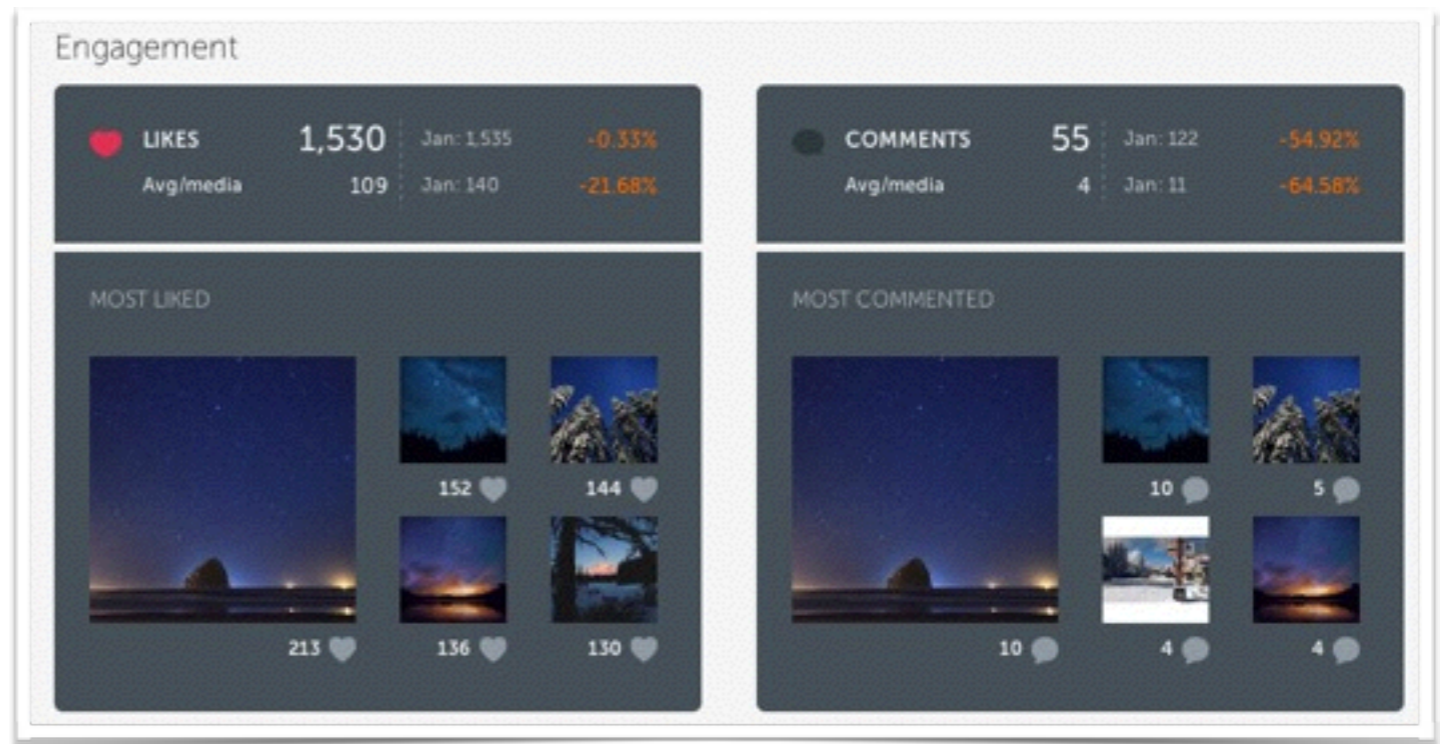 Engagement
LIKES 1,530 Jan: 1,535 -0.33%
Avg/media 109 Jan: 140 -21.68%
COMMENTS 55 Jan: 122 -54.92%
Avg/media 4 Jan: 11 -64.58%
MOST LIKED
152 144
213 136 130
MOST COMMENTED
10 5
10 4 4